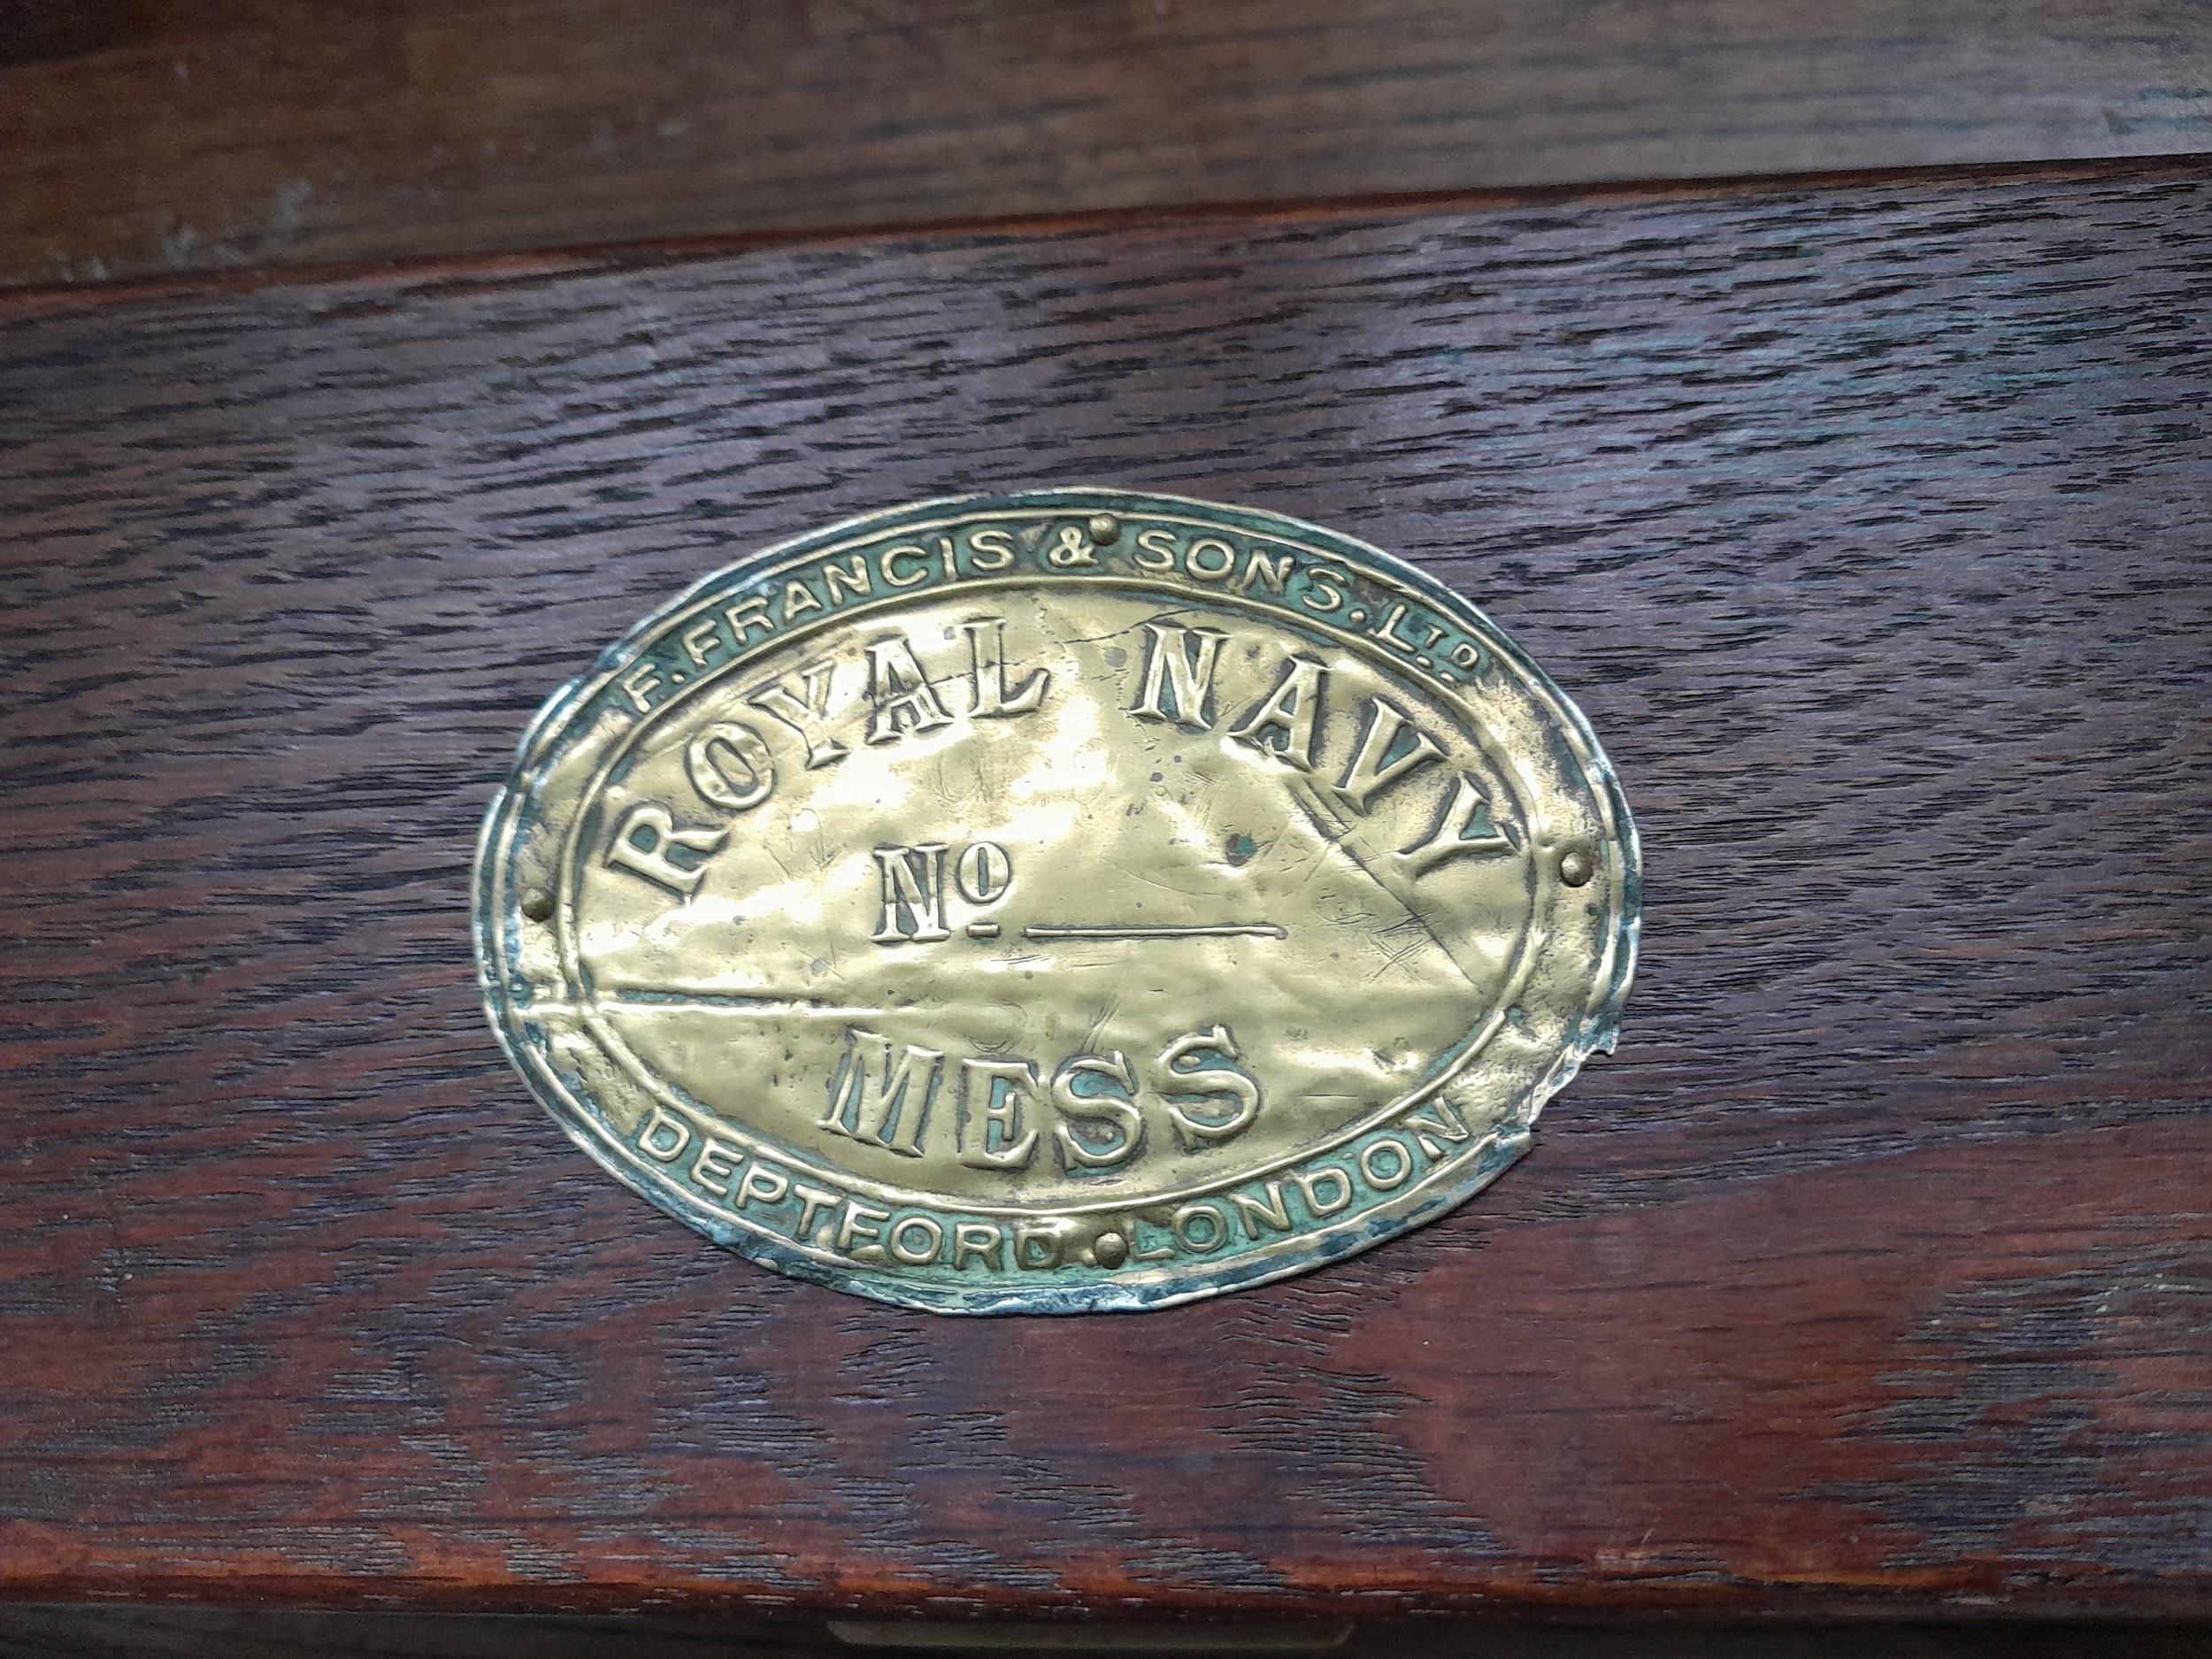 F. FRANCIS & SONS. LTD.
ROYAL NAVY
Nº
MESS
DEPTFORD. LONDON